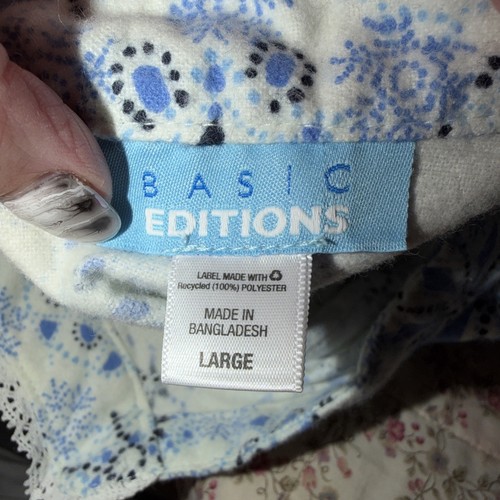 BASIC
EDITIONS
LABEL MADE WITH
Recycled (100%) POLYESTER
MADE IN
BANGLADESH
LARGE